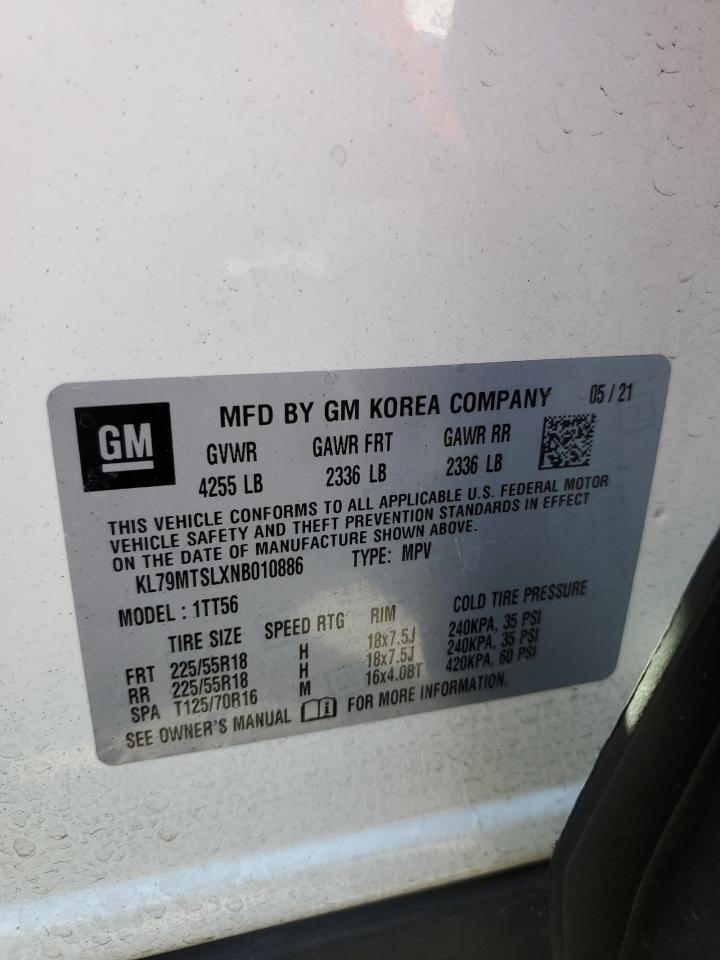 GM
MFD BY GM KOREA COMPANY 05 / 21
GVWR GAWR FRT GAWR RR
4255 LB 2336 LB 2336 LB
THIS VEHICLE CONFORMS TO ALL APPLICABLE U.S. FEDERAL MOTOR
VEHICLE SAFETY AND THEFT PREVENTION STANDARDS IN EFFECT
ON THE DATE OF MANUFACTURE SHOWN ABOVE.
KL79MTSLXNB010886 TYPE: MPV
MODEL : 1TT56
TIRE SIZE SPEED RTG RIM COLD TIRE PRESSURE
FRT 225/55R18 H 18x7.5J 240KPA, 35 PSI
RR 225/55R18 H 18x7.5J 240KPA, 35 PSI
SPA T125/70R16 M 16x4.0BT 420KPA, 60 PSI
SEE OWNER'S MANUAL FOR MORE INFORMATION.